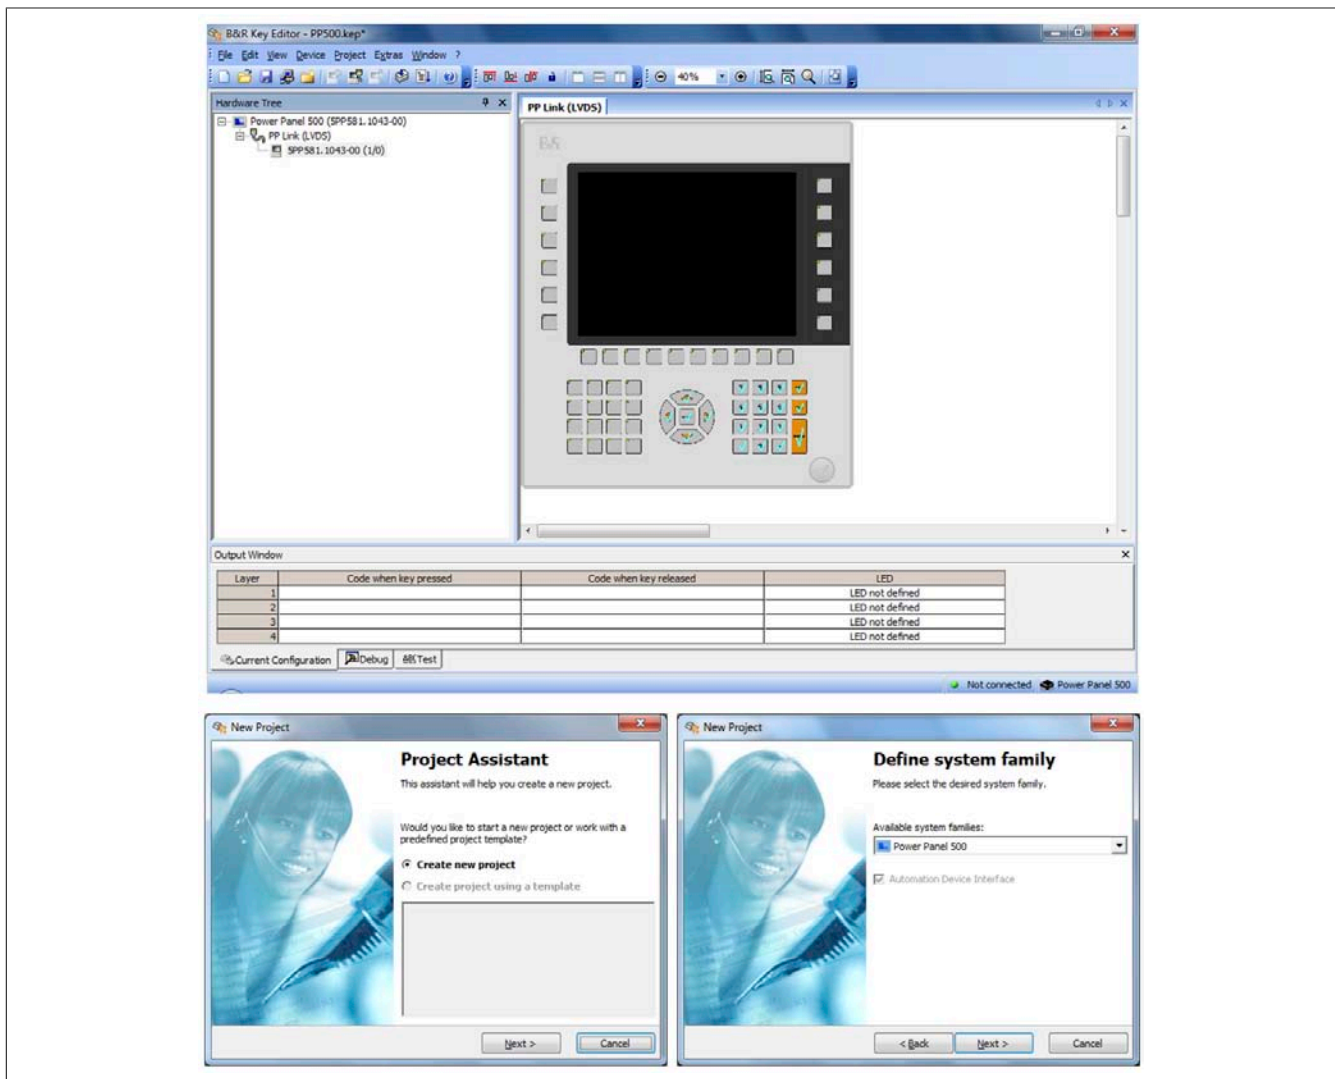 B&R Key Editor - PP500.kep*
File Edit View Device Project Extras Window ?
40%
Hardware Tree
Power Panel 500 (5PP581.1043-00)
PP Link (LVDS)
5PP581.1043-00 (1/0)
PP Link (LVDS)
B&R
Output Window
Layer Code when key pressed Code when key released LED
1 LED not defined
2 LED not defined
3 LED not defined
4 LED not defined
Current Configuration Debug Test
Not connected Power Panel 500
New Project
Project Assistant
This assistant will help you create a new project.
Would you like to start a new project or work with a
predefined project template?
Create new project
Create project using a template
Next > Cancel
New Project
Define system family
Please select the desired system family.
Available system families:
Power Panel 500
Automation Device Interface
< Back Next > Cancel